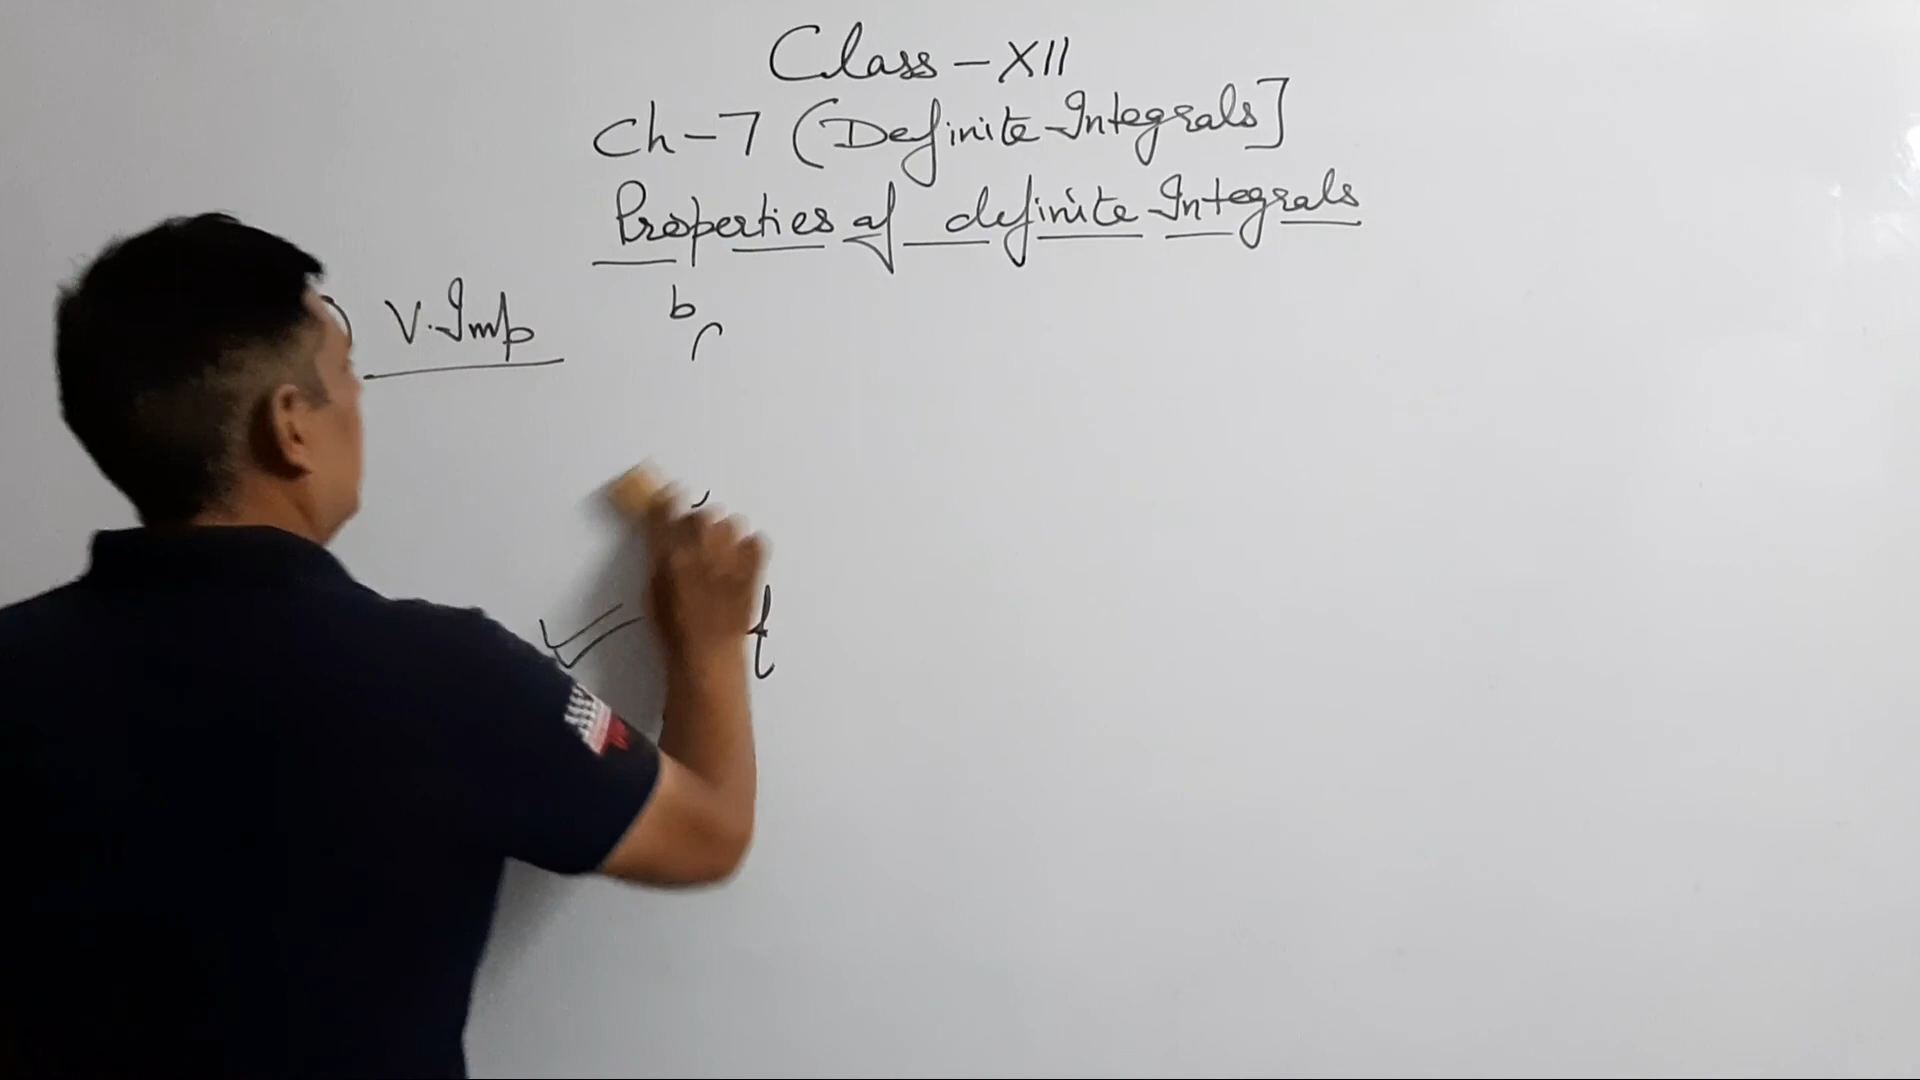 Class - XII
Ch-7 (Definite Integrals]
Properties of definite Integrals
) V. Imp
b
t